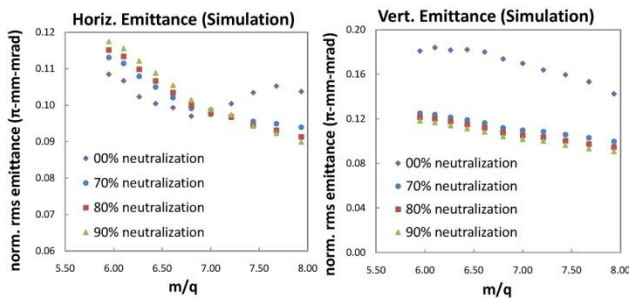 Horiz. Emittance (Simulation)
norm. rms emittance (π-mm-mrad)
0.12
0.11
0.10
0.09
0.08
0.07
0.06
00% neutralization
70% neutralization
80% neutralization
90% neutralization
5.50 6.00 6.50 7.00 7.50 8.00
m/q
Vert. Emittance (Simulation)
norm. rms emittance (π-mm-mrad)
0.20
0.16
0.12
0.08
0.04
0.00
00% neutralization
70% neutralization
80% neutralization
90% neutralization
5.50 6.00 6.50 7.00 7.50 8.00
m/q